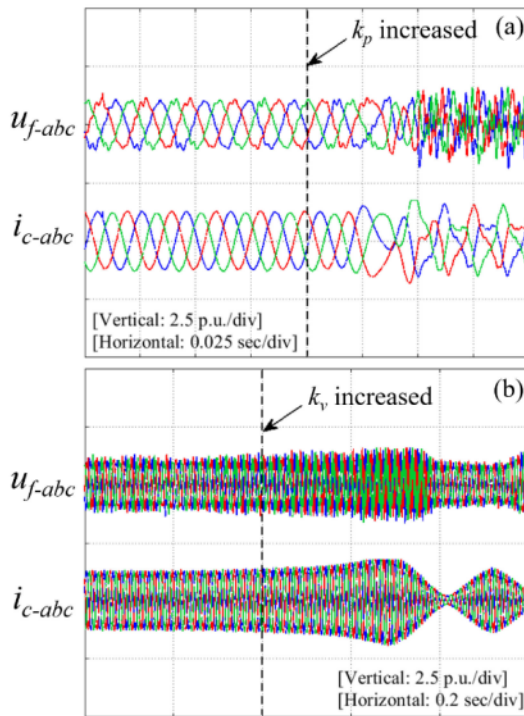 (a)
k_p increased
u_f-abc
i_c-abc
[Vertical: 2.5 p.u./div]
[Horizontal: 0.025 sec/div]
(b)
k_v increased
u_f-abc
i_c-abc
[Vertical: 2.5 p.u./div]
[Horizontal: 0.2 sec/div]